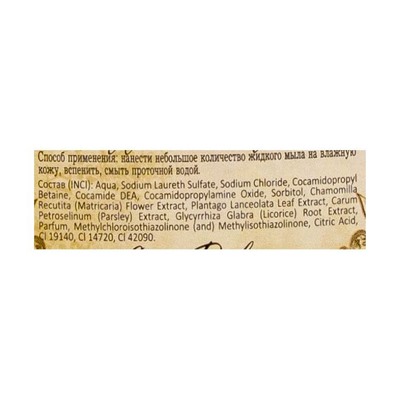 Способ применения: нанести небольшое количество жидкого мыла на влажную
кожу, вспенить, смыть проточной водой.
Состав (INCI): Aqua, Sodium Laureth Sulfate, Sodium Chloride, Cocamidopropyl
Betaine, Cocamide DEA, Cocamidopropylamine Oxide, Sorbitol, Chamomilla
Recutita (Matricaria) Flower Extract, Plantago Lanceolata Leaf Extract, Carum
Petroselinum (Parsley) Extract, Glycyrrhiza Glabra (Licorice) Root Extract,
Parfum, Methylchloroisothiazolinone (and) Methylisothiazolinone, Citric Acid,
CI 19140, CI 14720, CI 42090.